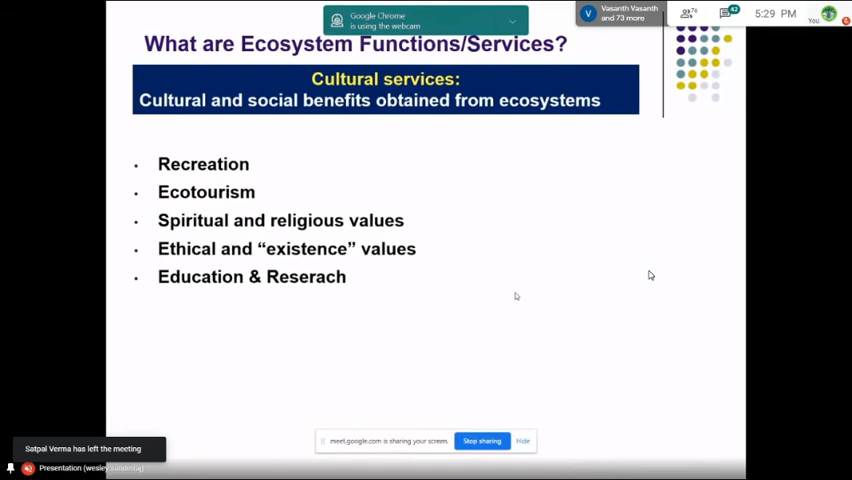 Google Chrome
is using the webcam
Vasanth Vasanth
and 73 more
76
42
5:29 PM
You
What are Ecosystem Functions/Services?
Cultural services:
Cultural and social benefits obtained from ecosystems
• Recreation
• Ecotourism
• Spiritual and religious values
• Ethical and “existence” values
• Education & Reserach
meet.google.com is sharing your screen.
Stop sharing
Hide
Satpal Verma has left the meeting
Presentation (wesley